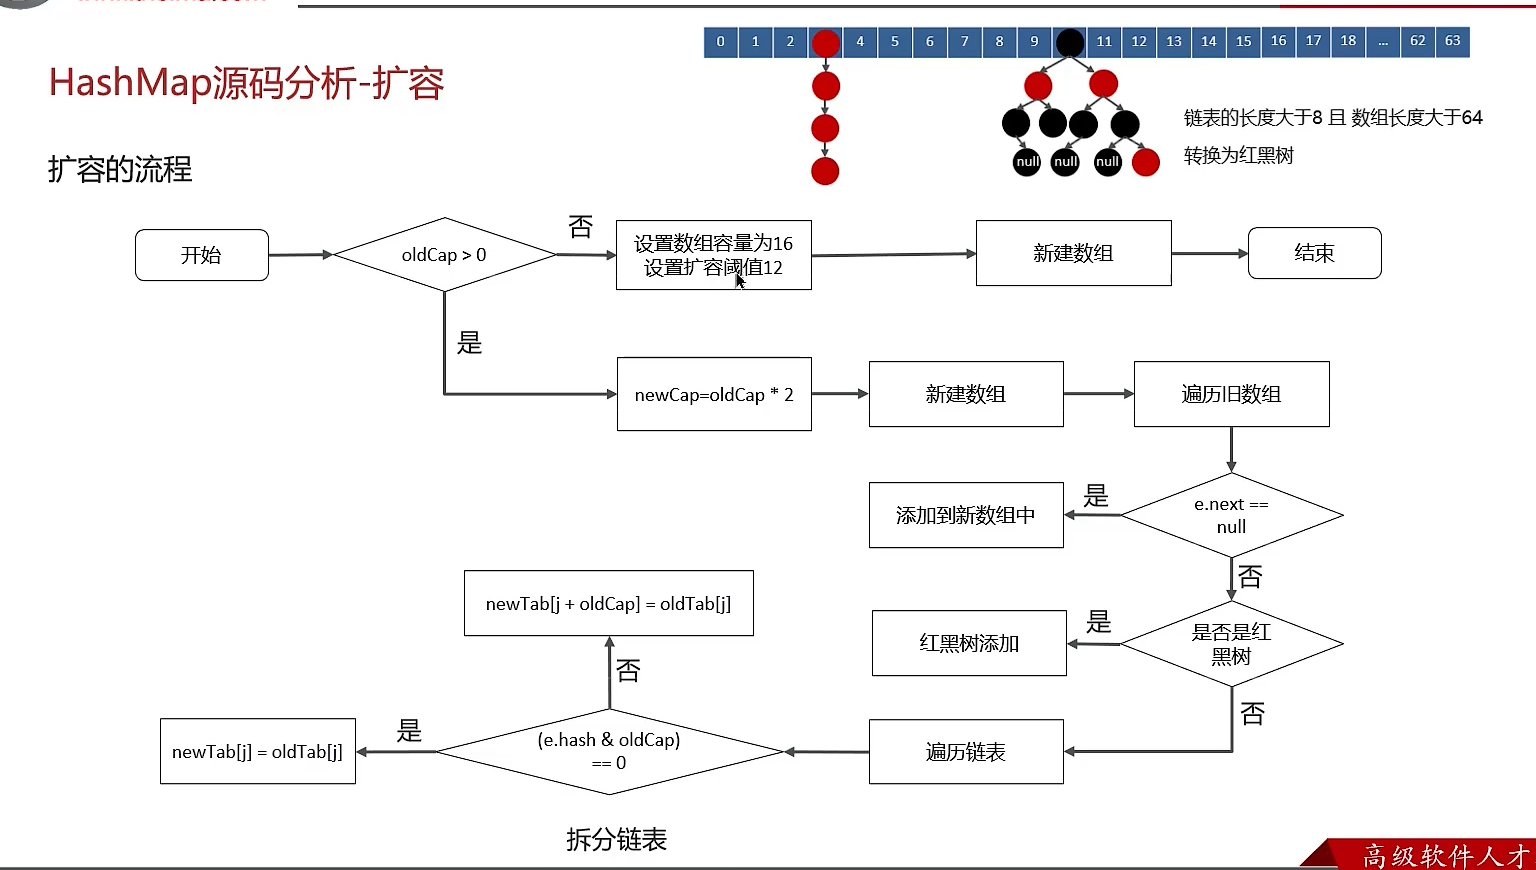 0 1 2 4 5 6 7 8 9 11 12 13 14 15 16 17 18 ... 62 63
HashMap源码分析-扩容
链表的长度大于8 且 数组长度大于64
转换为红黑树
null null null
扩容的流程
开始
oldCap > 0
否
设置数组容量为16
设置扩容阈值12
新建数组
结束
是
newCap=oldCap * 2
新建数组
遍历旧数组
e.next ==
null
是
添加到新数组中
否
是否是红
黑树
是
红黑树添加
否
遍历链表
(e.hash & oldCap)
== 0
否
newTab[j + oldCap] = oldTab[j]
是
newTab[j] = oldTab[j]
拆分链表
高级软件人才